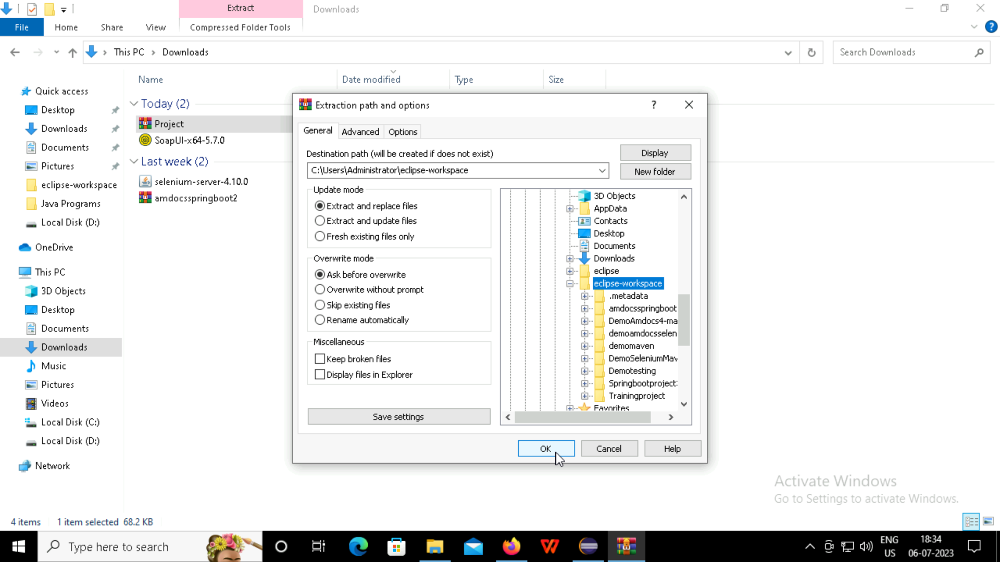 Extract
Downloads
File
Home
Share
View
Compressed Folder Tools
This PC
Downloads
Search Downloads
Name
Date modified
Type
Size
Quick access
Desktop
Downloads
Documents
Pictures
eclipse-workspace
Java Programs
Local Disk (D:)
OneDrive
This PC
3D Objects
Desktop
Documents
Downloads
Music
Pictures
Videos
Local Disk (C:)
Local Disk (D:)
Network
Today (2)
Project
SoapUI-x64-5.7.0
Last week (2)
selenium-server-4.10.0
amdocsspringboot2
Extraction path and options
?
General
Advanced
Options
Destination path (will be created if does not exist)
C:\Users\Administrator\eclipse-workspace
Display
New folder
Update mode
Extract and replace files
Extract and update files
Fresh existing files only
Overwrite mode
Ask before overwrite
Overwrite without prompt
Skip existing files
Rename automatically
Miscellaneous
Keep broken files
Display files in Explorer
Save settings
3D Objects
AppData
Contacts
Desktop
Documents
Downloads
eclipse
eclipse-workspace
.metadata
amdocsspringboot
DemoAmdocs4-ma
demoamdocsselen
demomaven
DemoSeleniumMav
Demotesting
Springbootproject
Trainingproject
Favorites
OK
Cancel
Help
Activate Windows
Go to Settings to activate Windows.
4 items
1 item selected 68.2 KB
Type here to search
ENG
US
18:34
06-07-2023